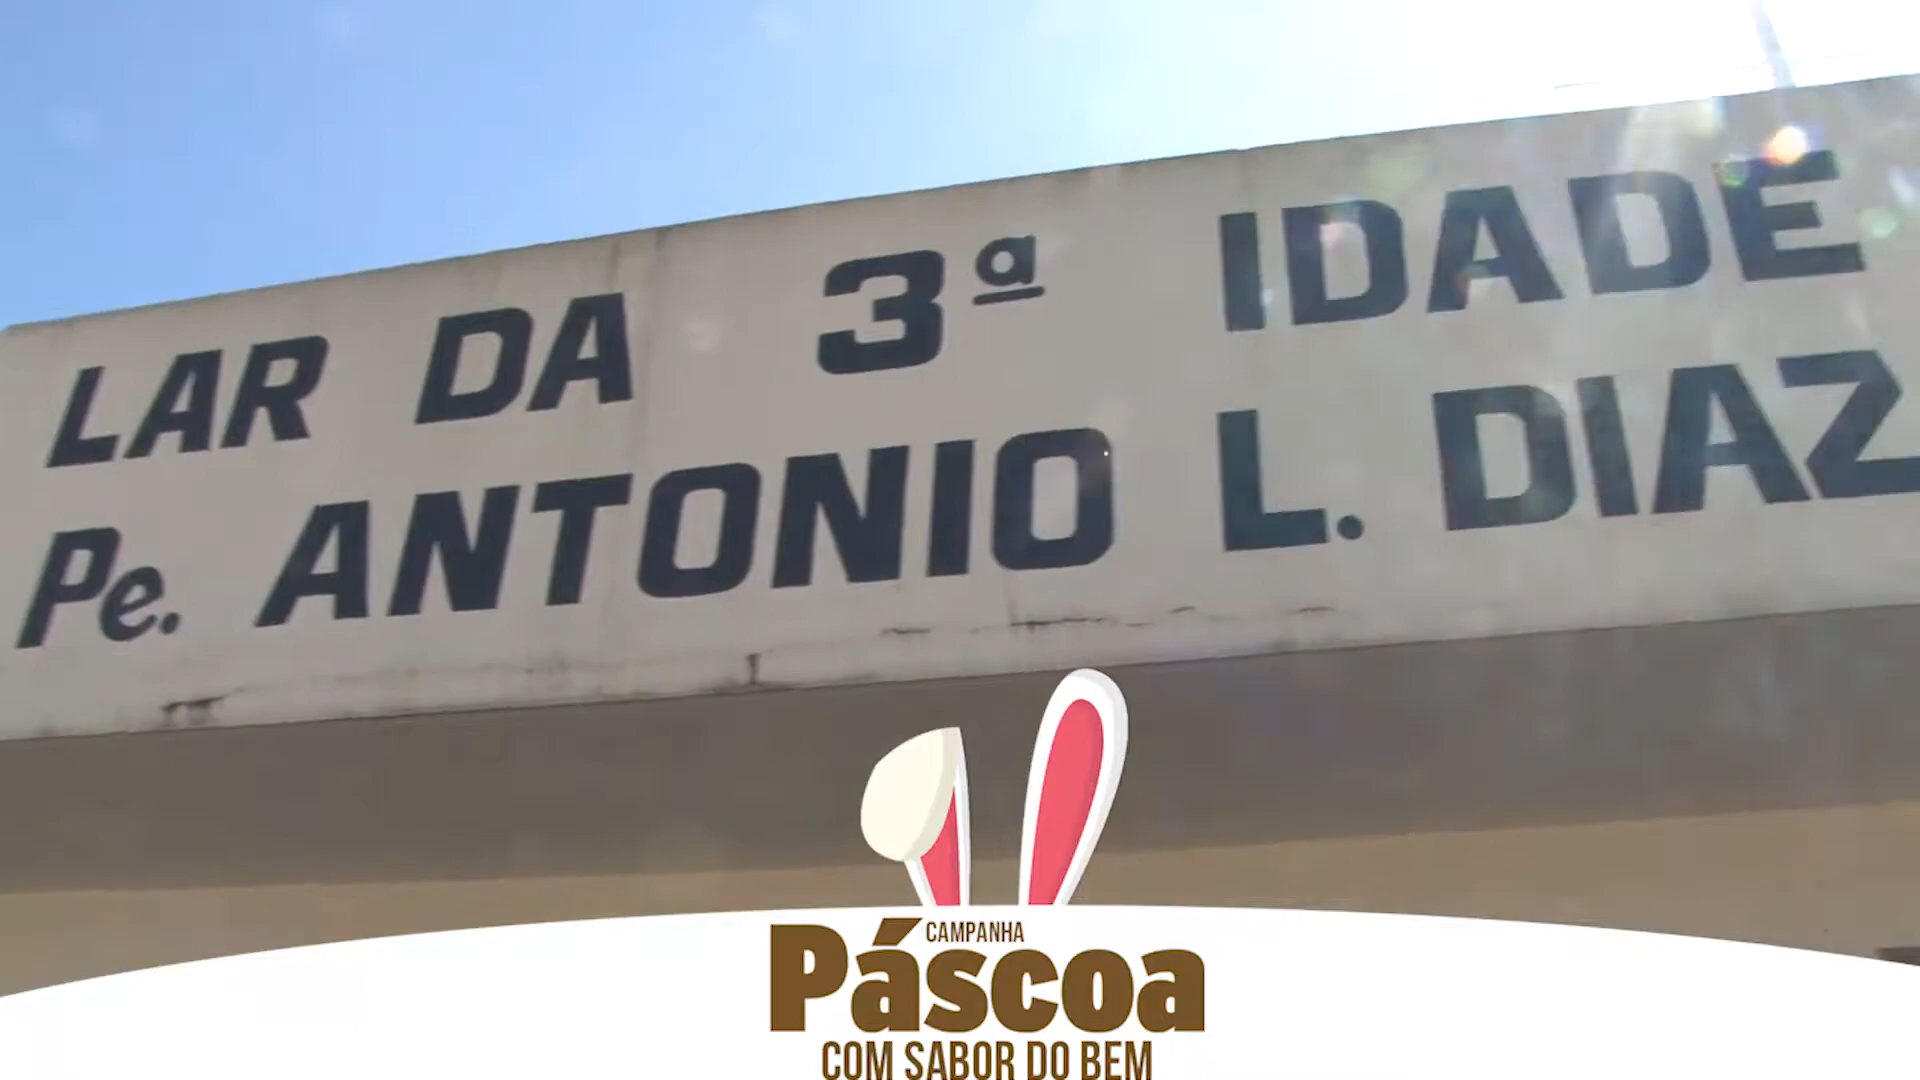 LAR DA 3ª IDADE
Pe. ANTONIO L. DIAZ
CAMPANHA
Páscoa
COM SABOR DO BEM